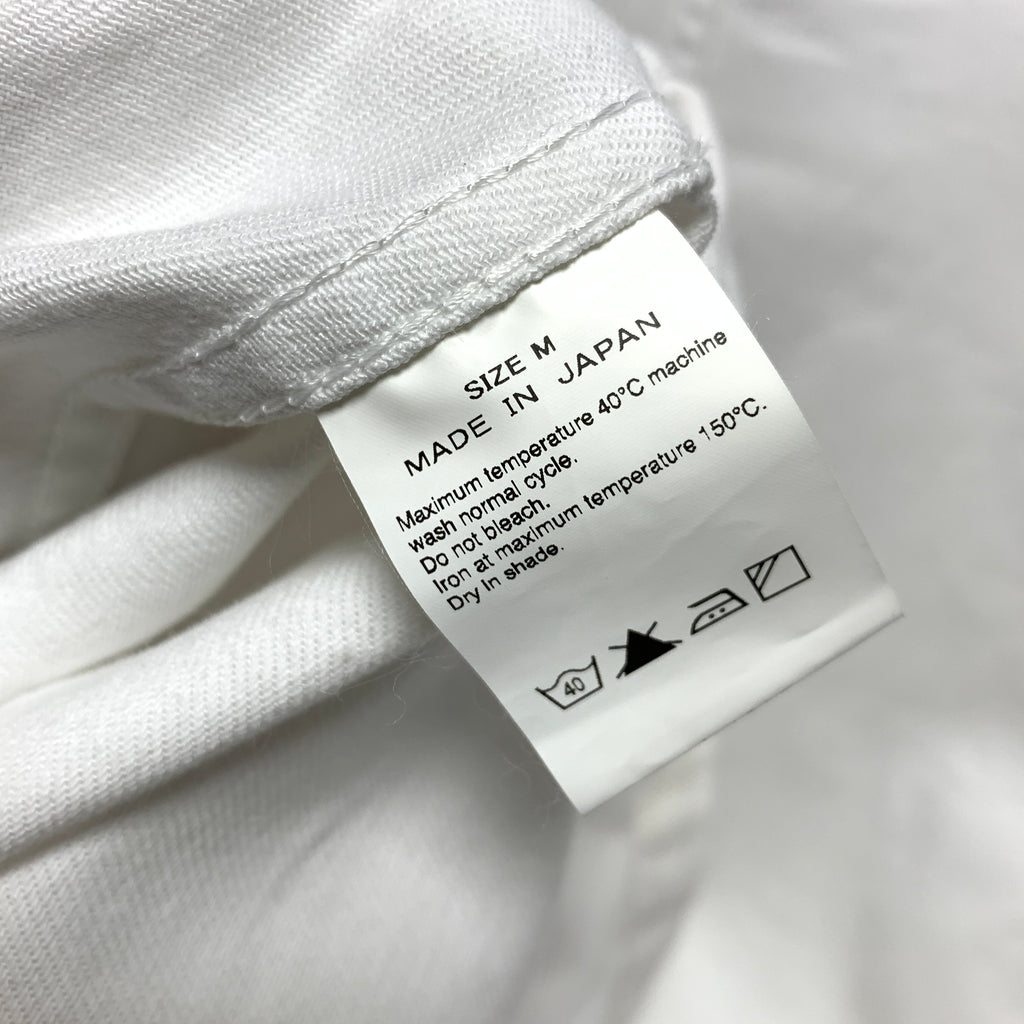 SIZE M
MADE IN JAPAN
Maximum temperature 40°C machine
wash normal cycle.
Do not bleach.
Iron at maximum temperature 150°C.
Dry In shade.
40